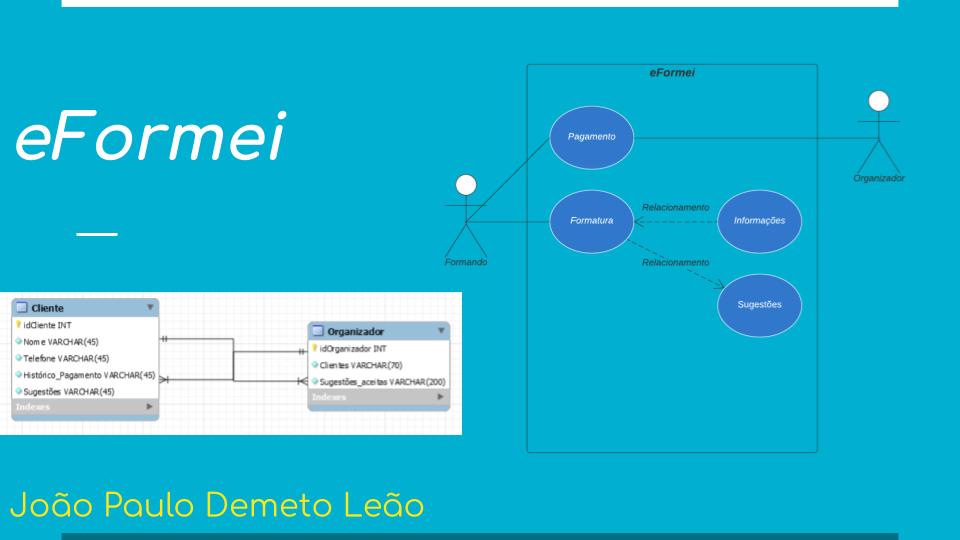 eFormei
eFormei
Pagamento
Organizador
Relacionamento
Formatura
Informações
Formando
Relacionamento
Sugestões
Cliente
idCliente INT
Nome VARCHAR(45)
Telefone VARCHAR(45)
Histórico_Pagamento VARCHAR(45)
Sugestões VARCHAR(45)
Indexes
Organizador
idOrganizador INT
Clientes VARCHAR(70)
Sugestões_aceitas VARCHAR(200)
Indexes
João Paulo Demeto Leão